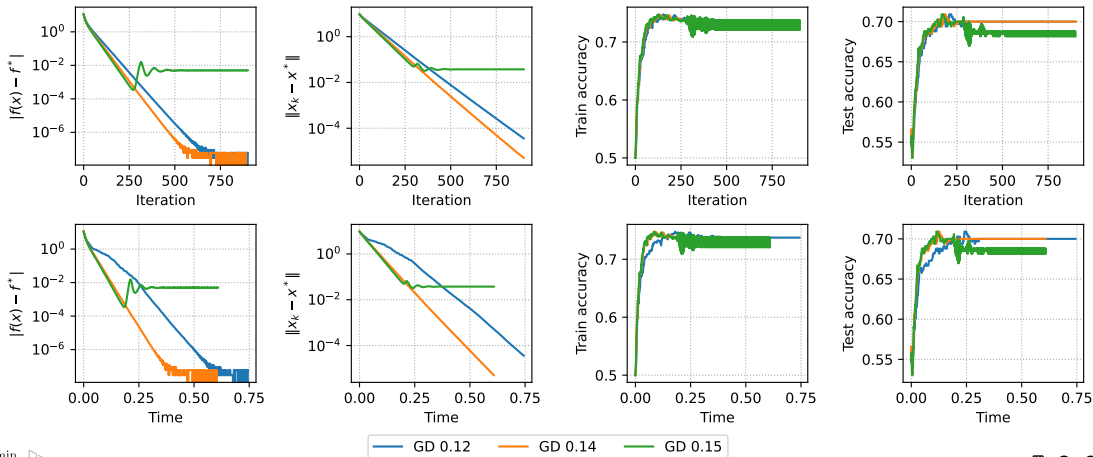 10^0
10^-2
10^-4
10^-6
|f(x) − f*|
0 250 500 750
Iteration
10^0
10^-2
10^-4
‖x_k − x*‖
0 250 500 750
Iteration
0.7
0.6
0.5
Train accuracy
0 250 500 750
Iteration
0.70
0.65
0.60
0.55
Test accuracy
0 250 500 750
Iteration
10^0
10^-2
10^-4
10^-6
|f(x) − f*|
0.00 0.25 0.50 0.75
Time
10^0
10^-2
10^-4
‖x_k − x*‖
0.00 0.25 0.50 0.75
Time
0.7
0.6
0.5
Train accuracy
0.00 0.25 0.50 0.75
Time
0.70
0.65
0.60
0.55
Test accuracy
0.00 0.25 0.50 0.75
Time
GD 0.12 GD 0.14 GD 0.15